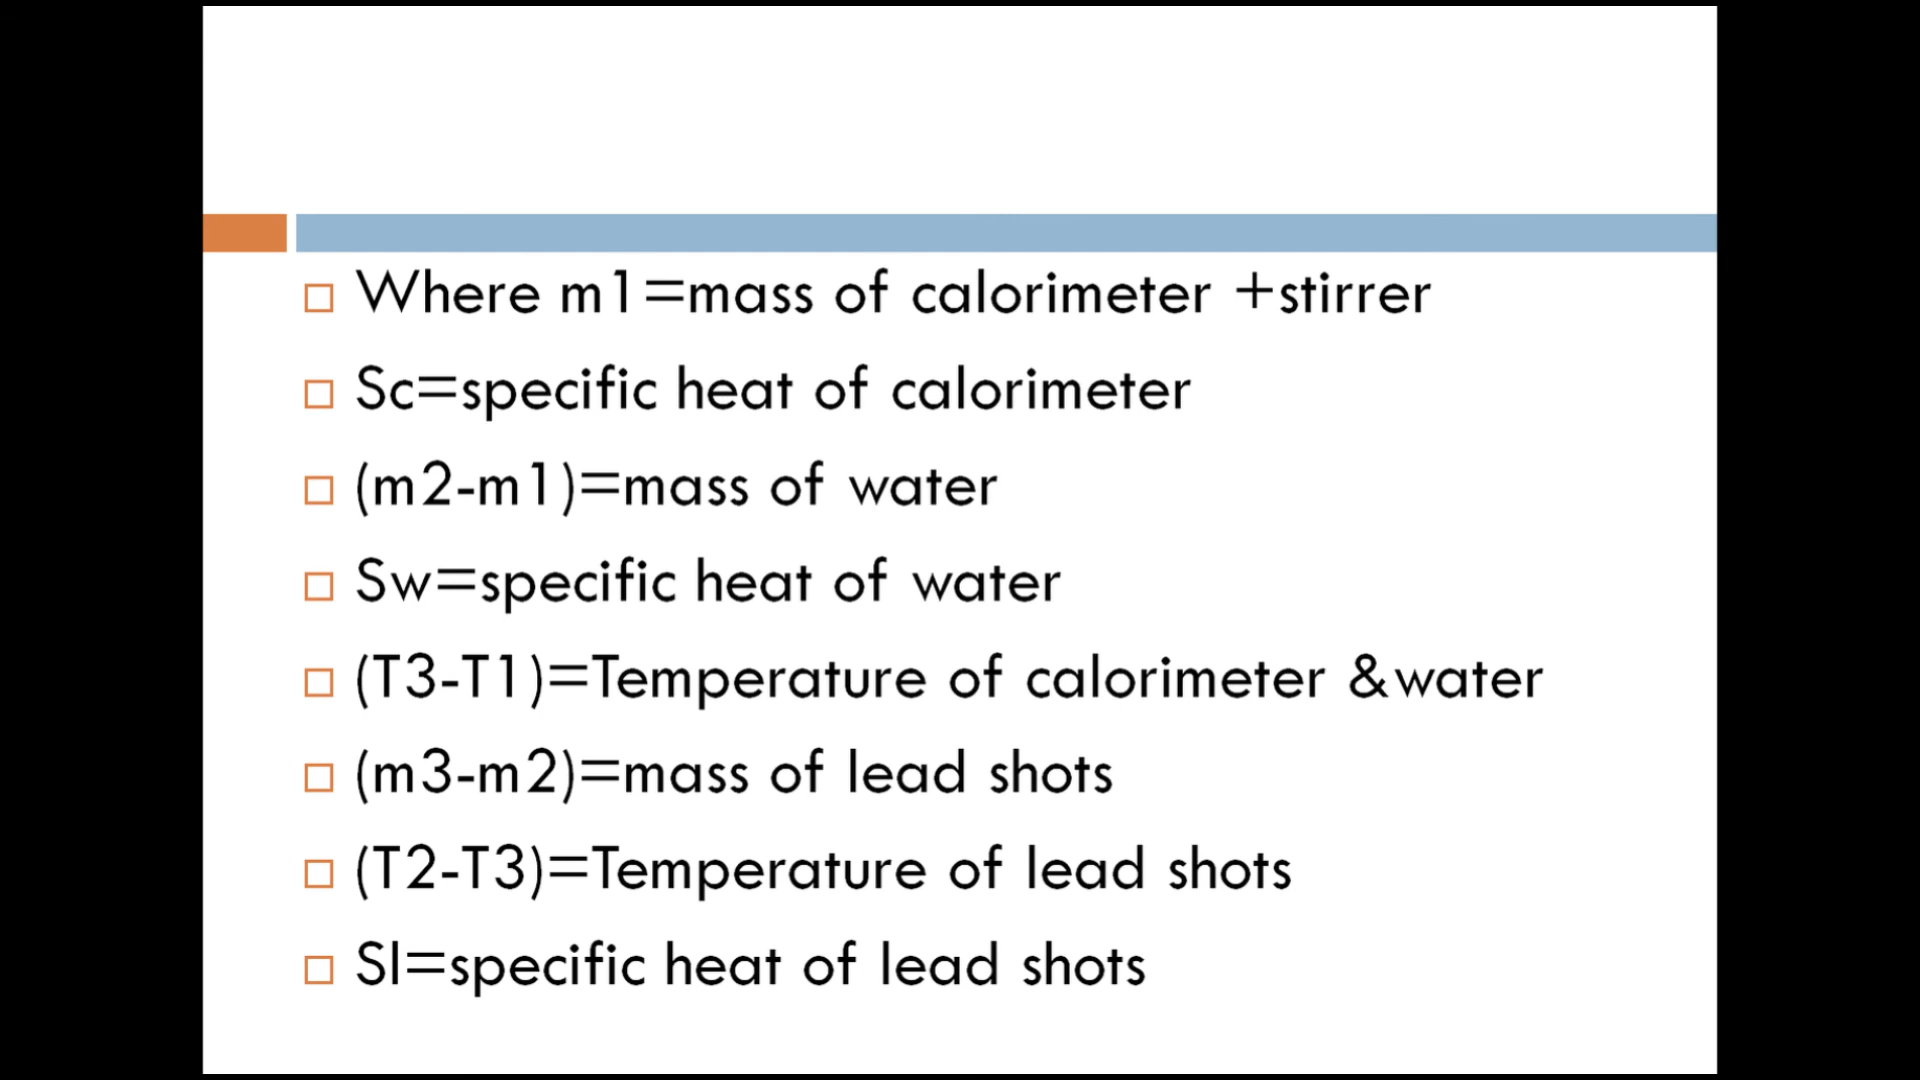 Where m1=mass of calorimeter +stirrer
Sc=specific heat of calorimeter
(m2-m1)=mass of water
Sw=specific heat of water
(T3-T1)=Temperature of calorimeter &water
(m3-m2)=mass of lead shots
(T2-T3)=Temperature of lead shots
Sl=specific heat of lead shots